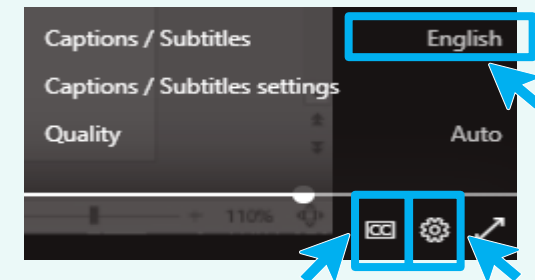 Captions / Subtitles English
Captions / Subtitles settings
Quality Auto
110%
CC